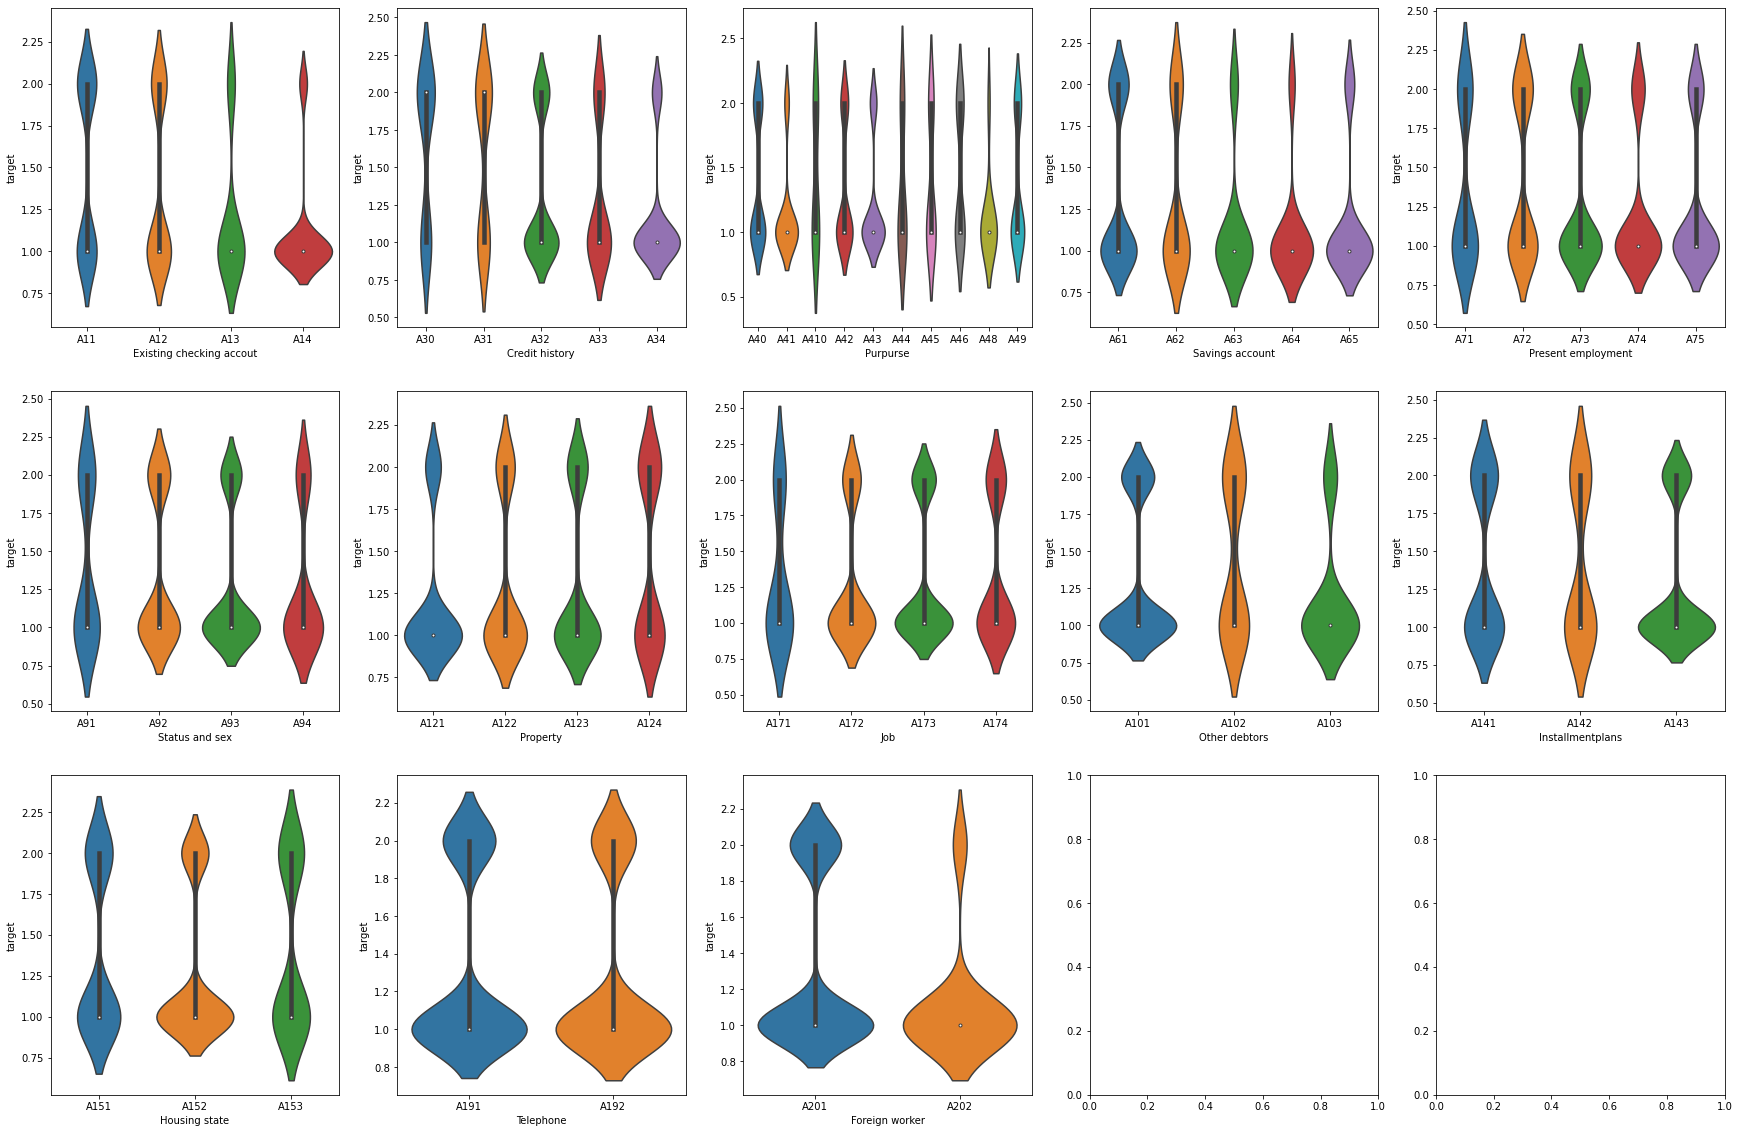 2.25
2.00
1.75
1.50
1.25
1.00
0.75
target
A11 A12 A13 A14
Existing checking accout
2.50
2.25
2.00
1.75
1.50
1.25
1.00
0.75
0.50
target
A30 A31 A32 A33 A34
Credit history
2.5
2.0
1.5
1.0
0.5
target
A40 A41 A410 A42 A43 A44 A45 A46 A48 A49
Purpurse
2.25
2.00
1.75
1.50
1.25
1.00
0.75
target
A61 A62 A63 A64 A65
Savings account
2.50
2.25
2.00
1.75
1.50
1.25
1.00
0.75
0.50
target
A71 A72 A73 A74 A75
Present employment
2.50
2.25
2.00
1.75
1.50
1.25
1.00
0.75
0.50
target
A91 A92 A93 A94
Status and sex
2.25
2.00
1.75
1.50
1.25
1.00
0.75
target
A121 A122 A123 A124
Property
2.50
2.25
2.00
1.75
1.50
1.25
1.00
0.75
0.50
target
A171 A172 A173 A174
Job
2.50
2.25
2.00
1.75
1.50
1.25
1.00
0.75
0.50
target
A101 A102 A103
Other debtors
2.50
2.25
2.00
1.75
1.50
1.25
1.00
0.75
0.50
target
A141 A142 A143
Installmentplans
2.25
2.00
1.75
1.50
1.25
1.00
0.75
target
A151 A152 A153
Housing state
2.2
2.0
1.8
1.6
1.4
1.2
1.0
0.8
target
A191 A192
Telephone
2.2
2.0
1.8
1.6
1.4
1.2
1.0
0.8
target
A201 A202
Foreign worker
1.0
0.8
0.6
0.4
0.2
0.0
0.0 0.2 0.4 0.6 0.8 1.0
1.0
0.8
0.6
0.4
0.2
0.0
0.0 0.2 0.4 0.6 0.8 1.0